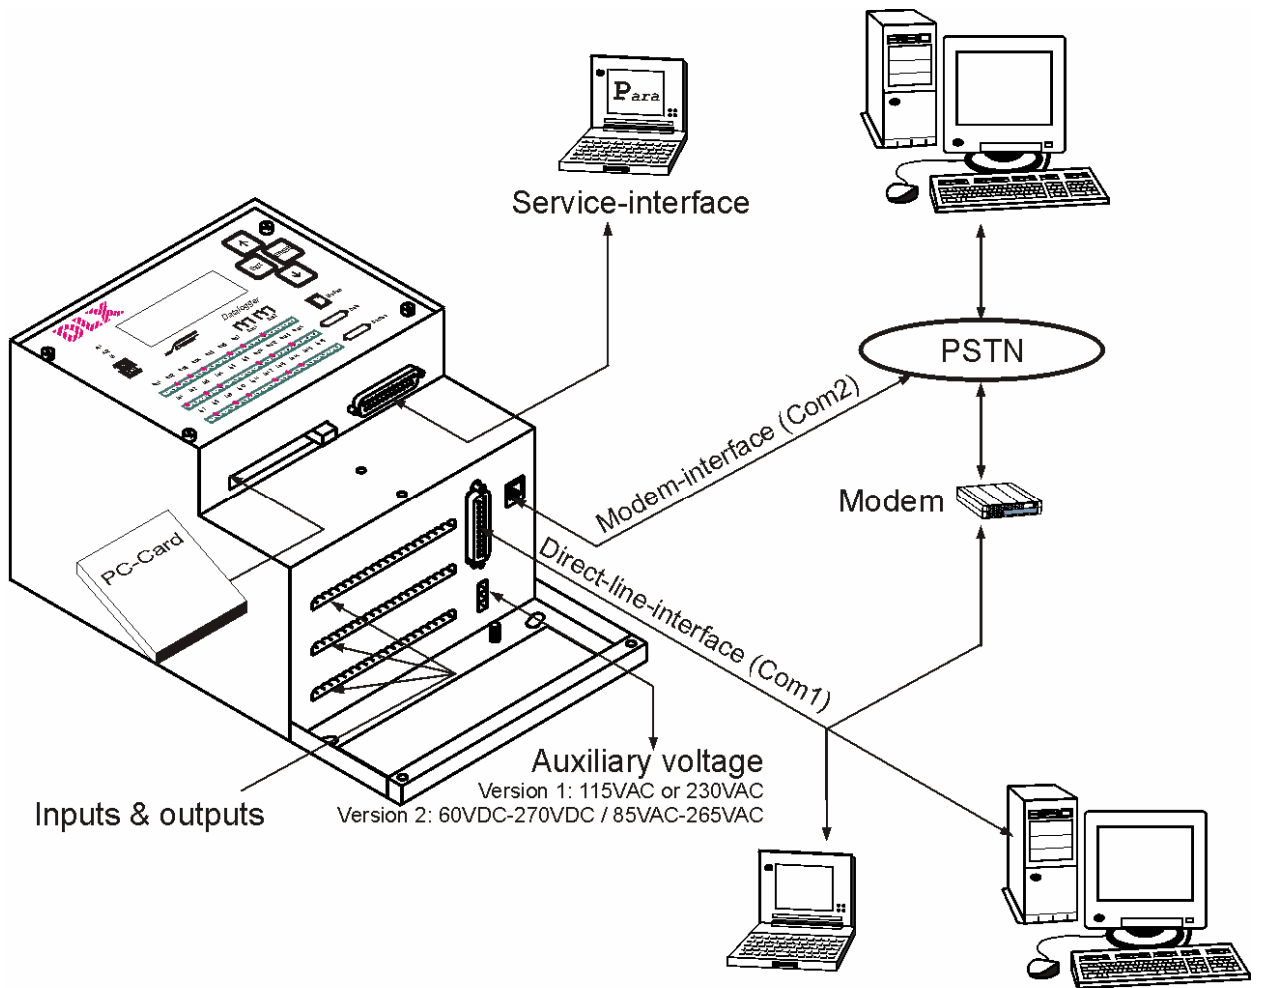 Para
Service-interface
PSTN
Modem-interface (Com2)
Modem
Direct-line-interface (Com1)
Datalogger
PC-Card
Auxiliary voltage
Version 1: 115VAC or 230VAC
Version 2: 60VDC-270VDC / 85VAC-265VAC
Inputs & outputs